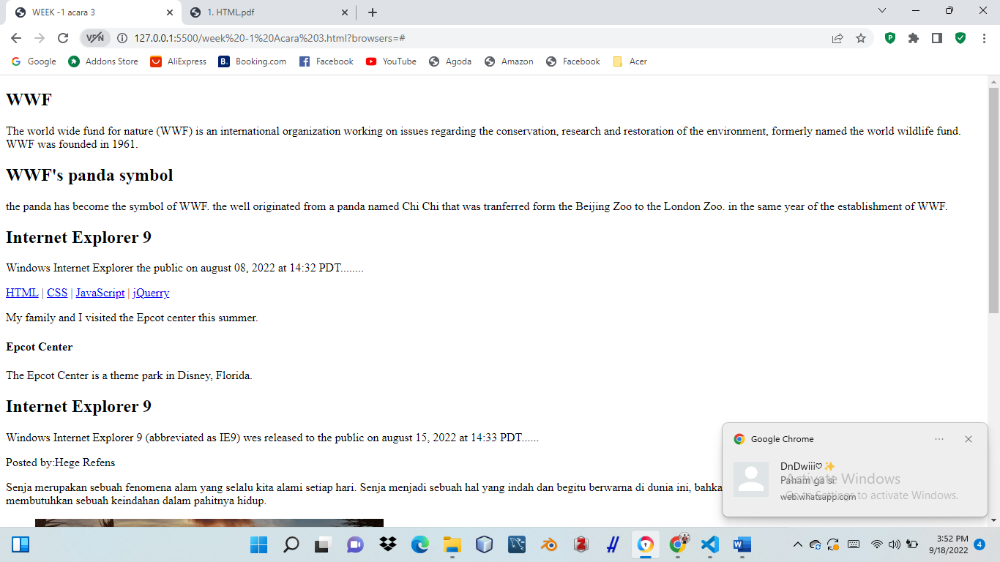 WEEK -1 acara 3
1. HTML.pdf
VPN
127.0.0.1:5500/week%20-1%20Acara%203.html?browsers=#
Google
Addons Store
AliExpress
B.
Booking.com
Facebook
YouTube
Agoda
Amazon
Facebook
Acer
WWF
The world wide fund for nature (WWF) is an international organization working on issues regarding the conservation, research and restoration of the environment, formerly named the world wildlife fund.
WWF was founded in 1961.
WWF's panda symbol
the panda has become the symbol of WWF. the well originated from a panda named Chi Chi that was tranferred form the Beijing Zoo to the London Zoo. in the same year of the establishment of WWF.
Internet Explorer 9
Windows Internet Explorer the public on august 08, 2022 at 14:32 PDT........
HTML | CSS | JavaScript | jQuerry
My family and I visited the Epcot center this summer.
Epcot Center
The Epcot Center is a theme park in Disney, Florida.
Internet Explorer 9
Windows Internet Explorer 9 (abbreviated as IE9) wes released to the public on august 15, 2022 at 14:33 PDT......
Posted by:Hege Refens
Senja merupakan sebuah fenomena alam yang selalu kita alami setiap hari. Senja menjadi sebuah hal yang indah dan begitu berwarna di dunia ini, bahka
membutuhkan sebuah keindahan dalam pahitnya hidup.
Google Chrome
DnDwiii♡✨
Paham ga si
web.whatsapp.com
Activate Windows
Go to Settings to activate Windows.
3:52 PM
9/18/2022
4